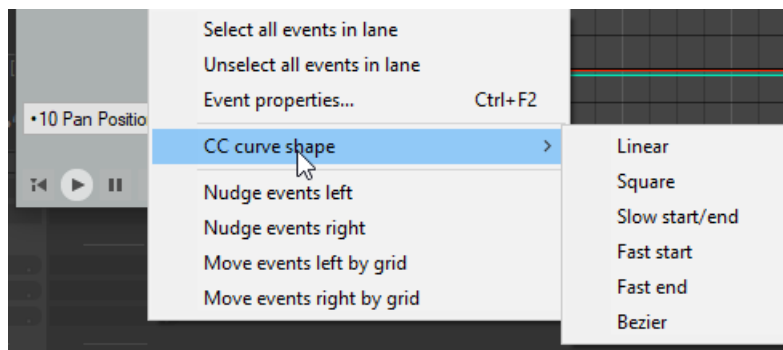 Select all events in lane
Unselect all events in lane
Event properties... Ctrl+F2
•10 Pan Positio
CC curve shape >
Nudge events left
Nudge events right
Move events left by grid
Move events right by grid
Linear
Square
Slow start/end
Fast start
Fast end
Bezier